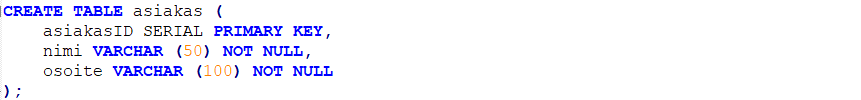 CREATE TABLE asiakas (
    asiakasID SERIAL PRIMARY KEY,
    nimi VARCHAR (50) NOT NULL,
    osoite VARCHAR (100) NOT NULL
);